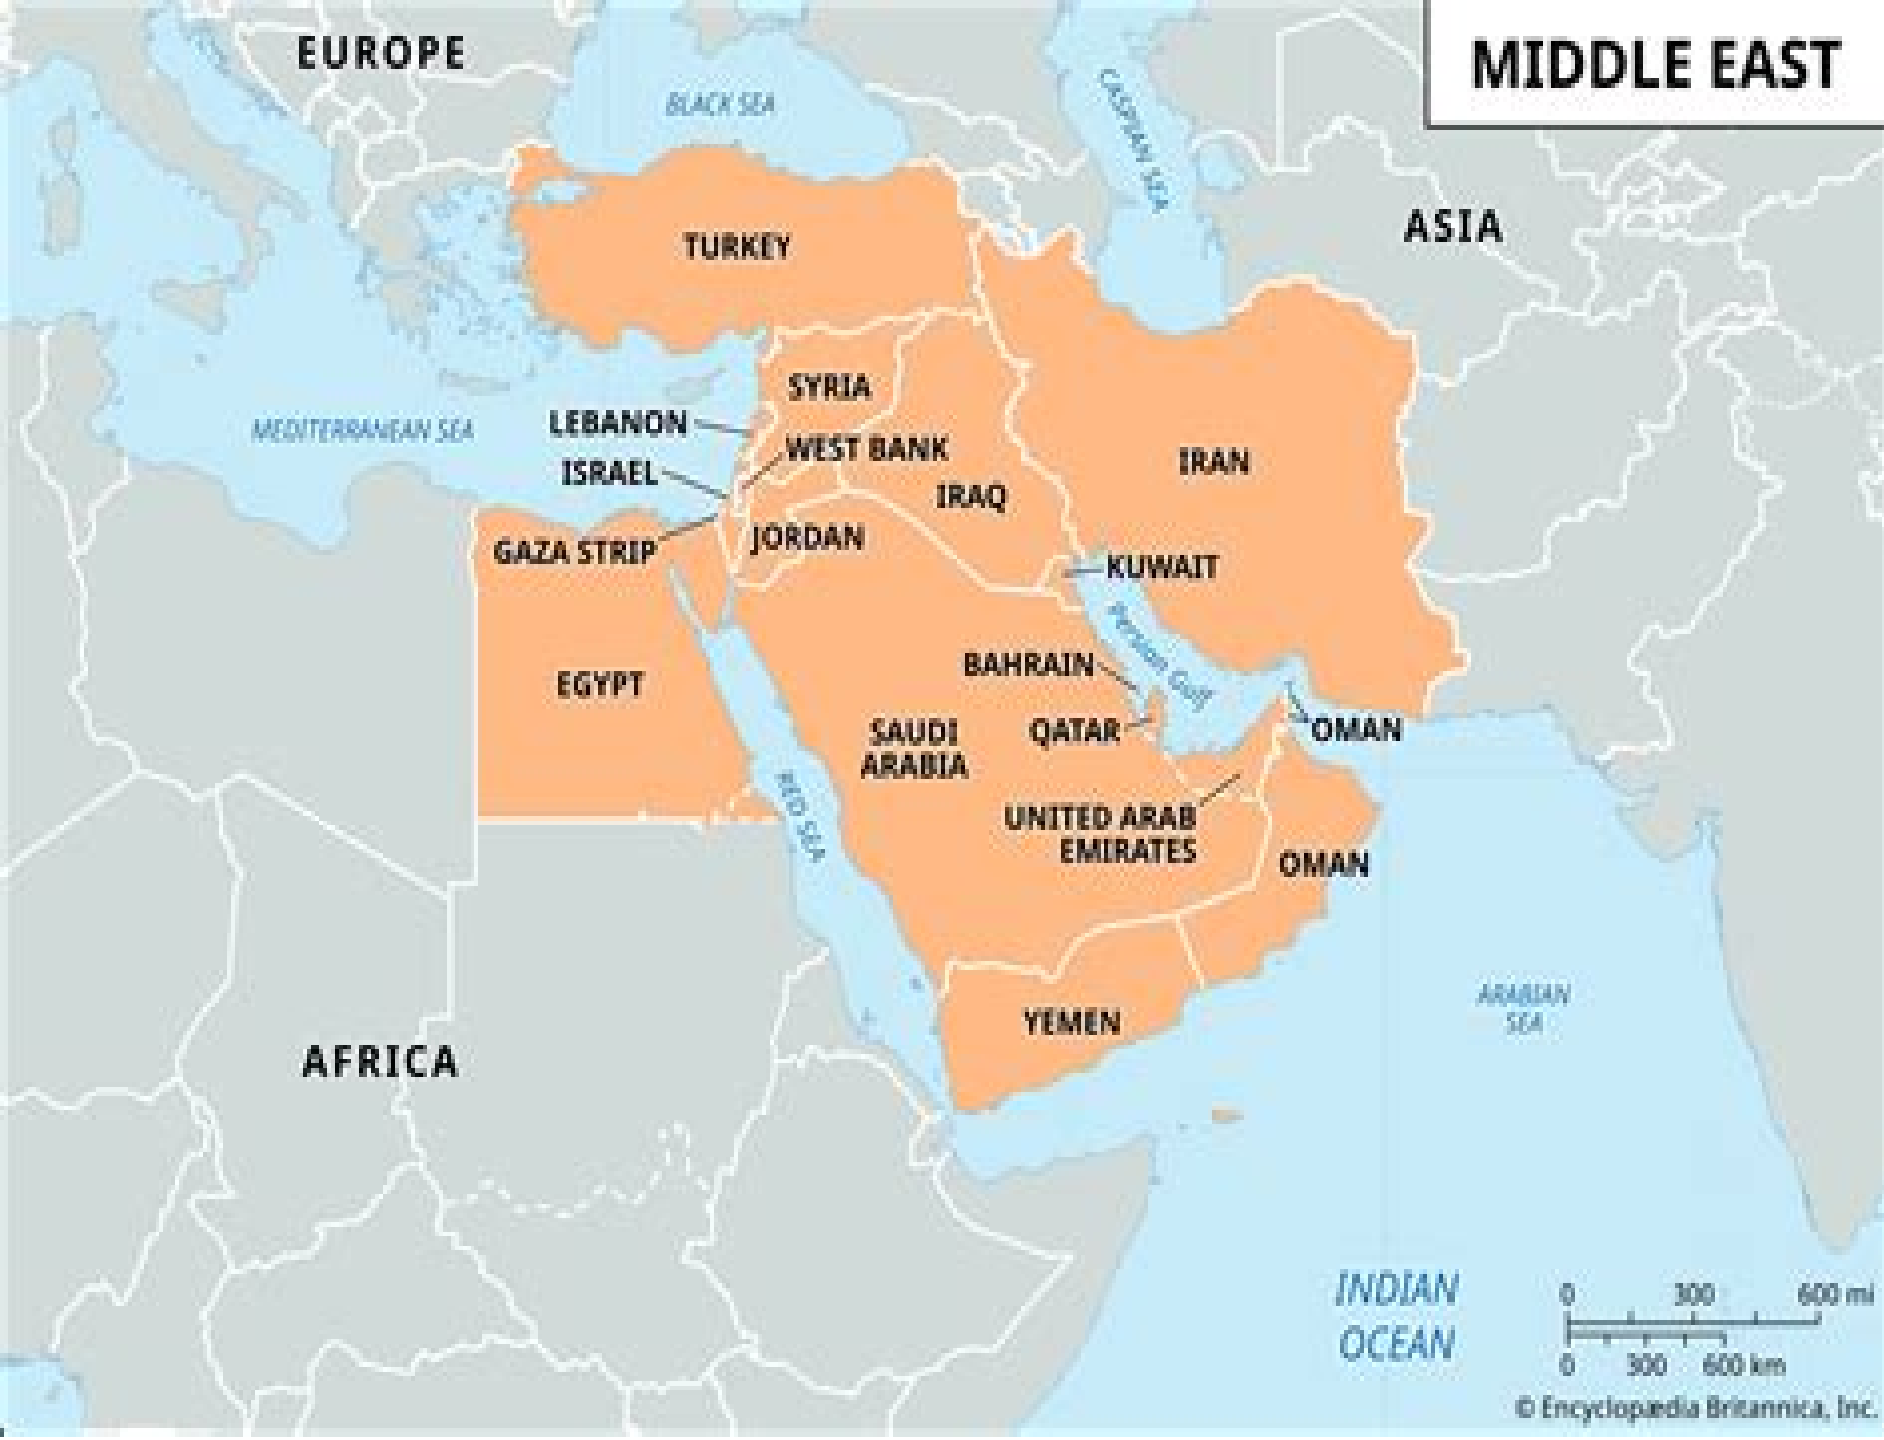 MIDDLE EAST
EUROPE
BLACK SEA
CASPIAN SEA
ASIA
TURKEY
SYRIA
LEBANON
MEDITERRANEAN SEA
WEST BANK
ISRAEL
IRAN
IRAQ
JORDAN
GAZA STRIP
KUWAIT
Persian Gulf
BAHRAIN
EGYPT
QATAR
OMAN
SAUDI
ARABIA
RED SEA
UNITED ARAB
EMIRATES
OMAN
ARABIAN
SEA
YEMEN
AFRICA
INDIAN
OCEAN
0 300 600 mi
0 300 600 km
© Encyclopædia Britannica, Inc.